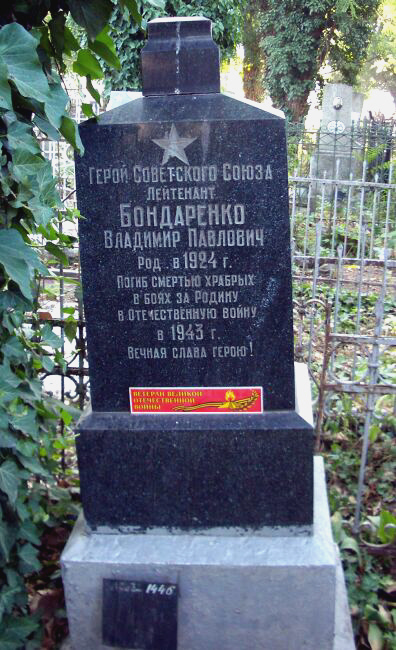 ГЕРОЙ СОВЕТСКОГО СОЮЗА
ЛЕЙТЕНАНТ
БОНДАРЕНКО
ВЛАДИМИР ПАВЛОВИЧ
РОД. В 1924 Г.
ПОГИБ СМЕРТЬЮ ХРАБРЫХ
В БОЯХ ЗА РОДИНУ
В ОТЕЧЕСТВЕННУЮ ВОЙНУ
В 1943 Г.
ВЕЧНАЯ СЛАВА ГЕРОЮ!
ВЕТЕРАН ВЕЛИКОЙ
ОТЕЧЕСТВЕННОЙ
ВОЙНЫ
1446